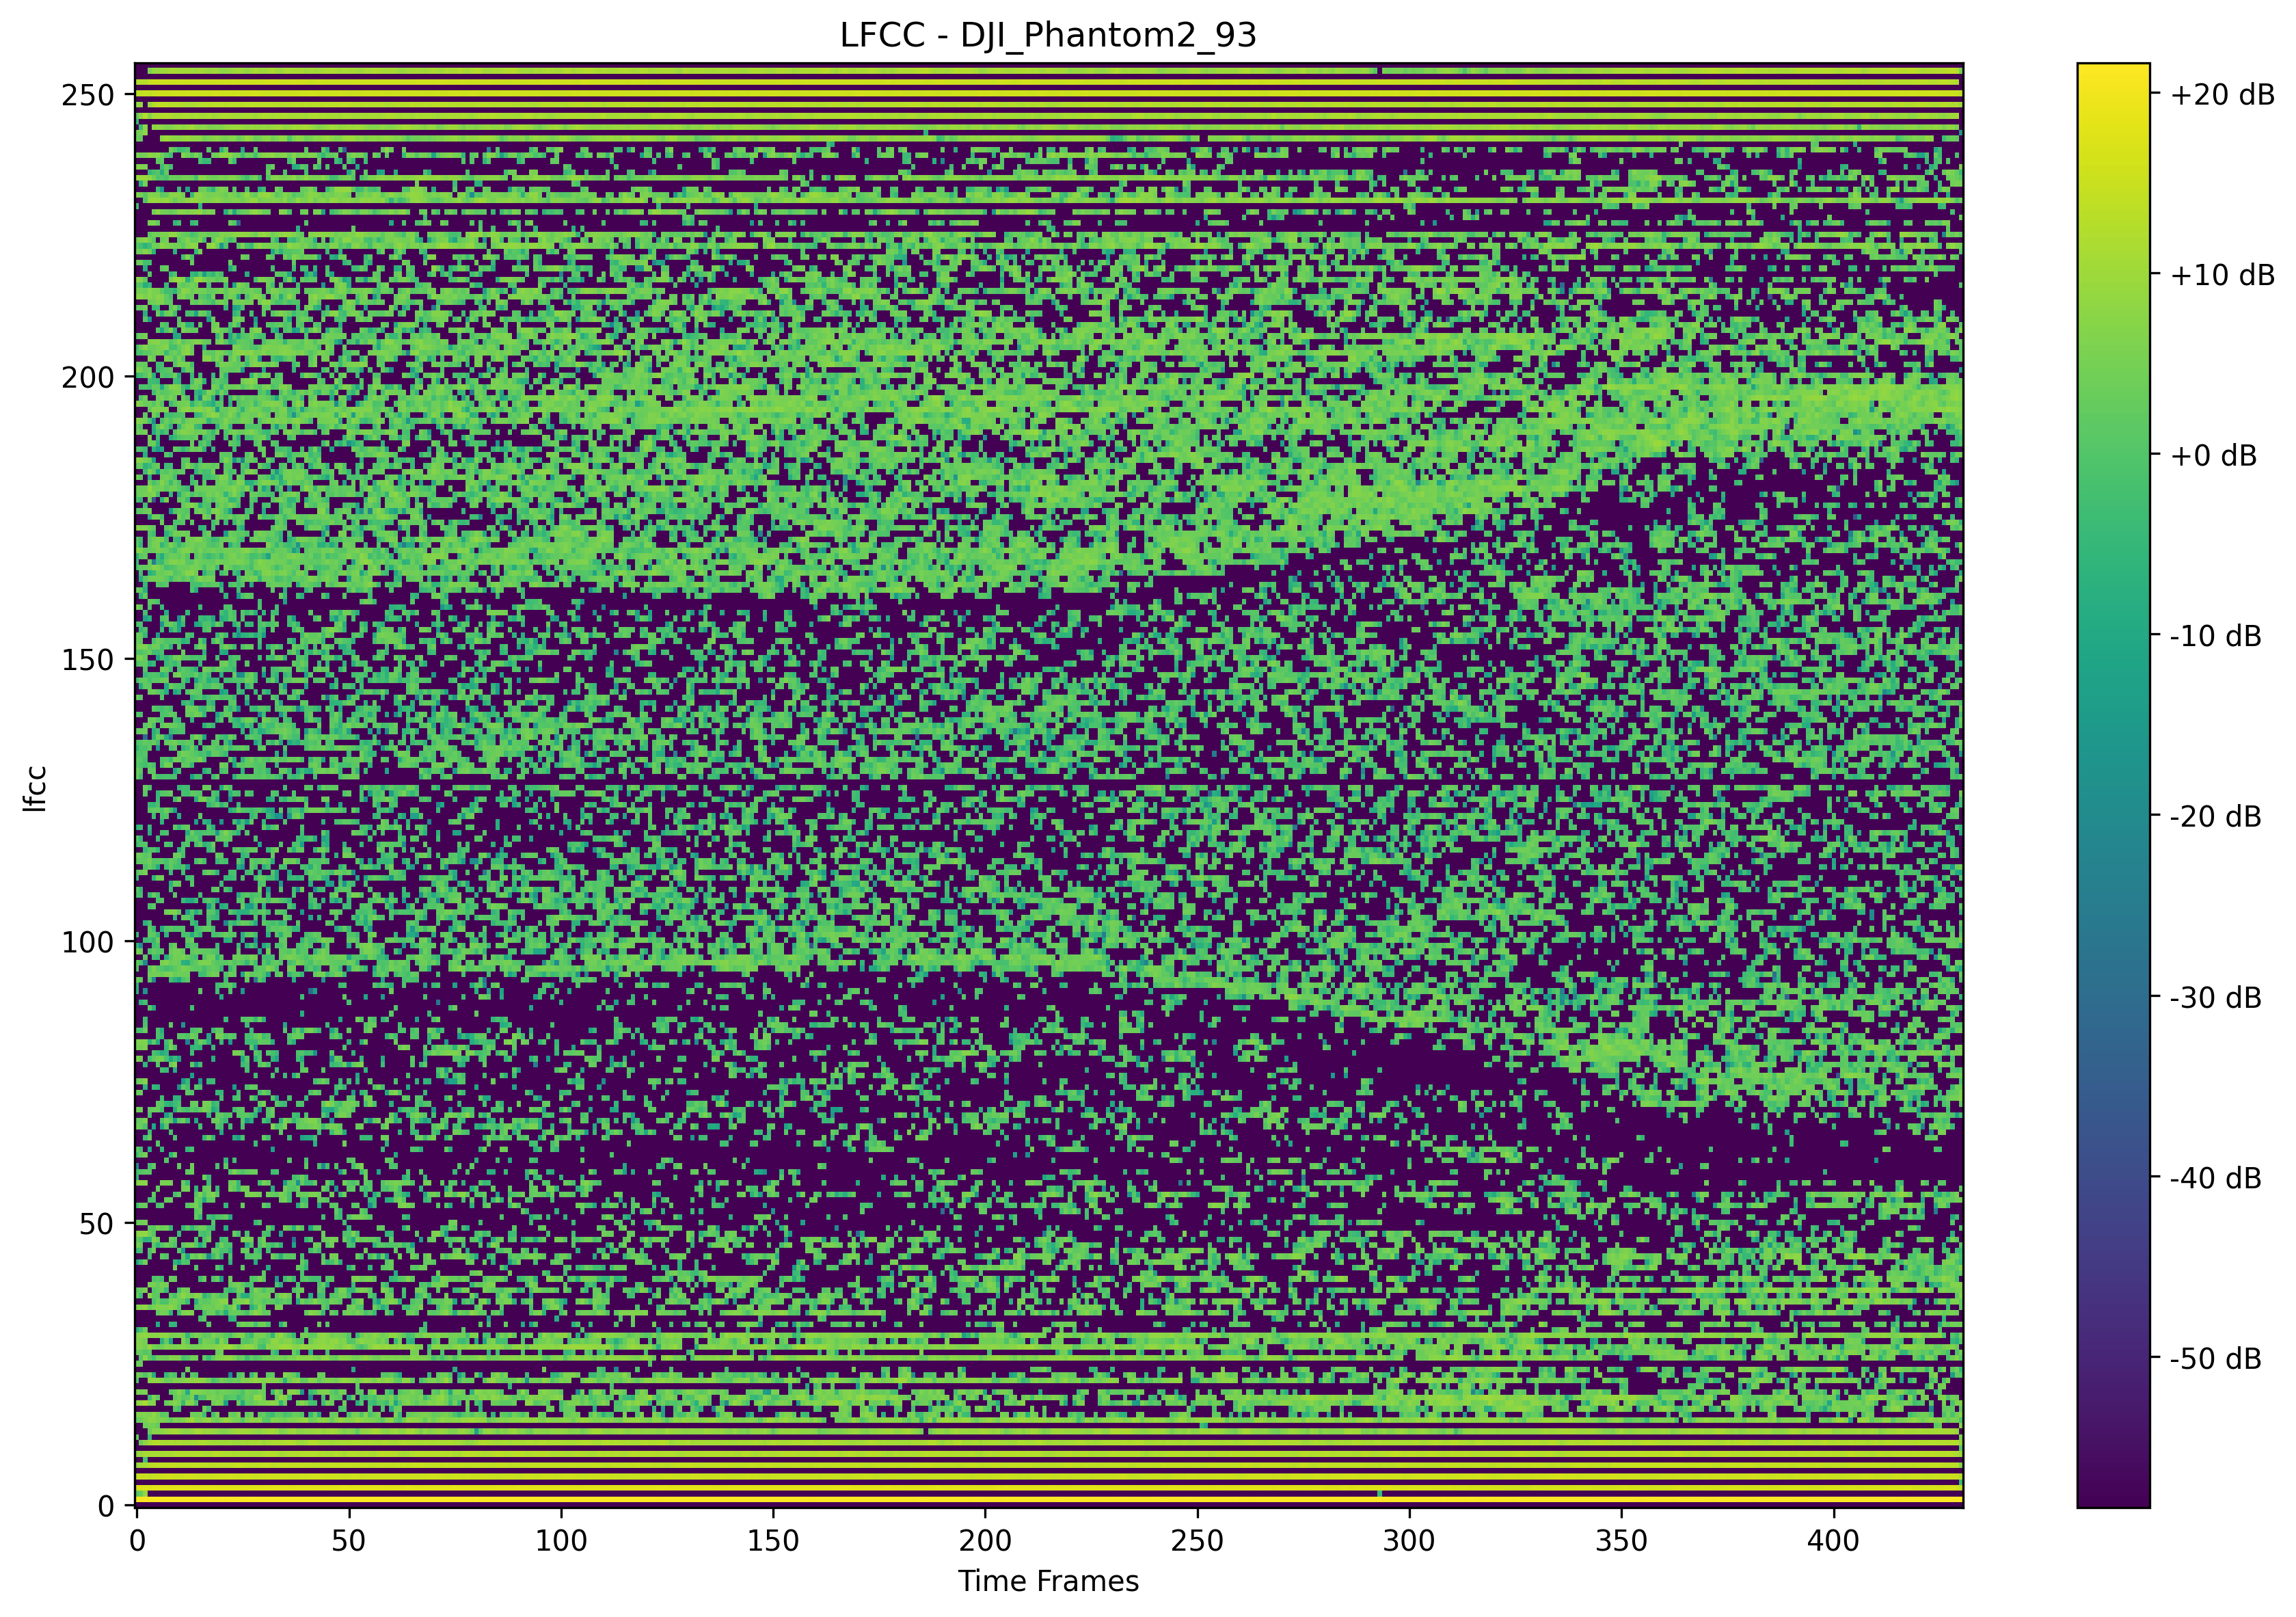 LFCC - DJI_Phantom2_93
250
200
150
100
50
0
lfcc
0 50 100 150 200 250 300 350 400
Time Frames
+20 dB
+10 dB
+0 dB
-10 dB
-20 dB
-30 dB
-40 dB
-50 dB